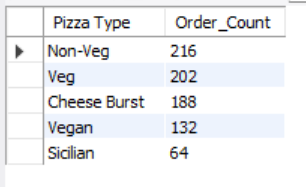 Pizza Type Order_Count
Non-Veg 216
Veg 202
Cheese Burst 188
Vegan 132
Sicilian 64